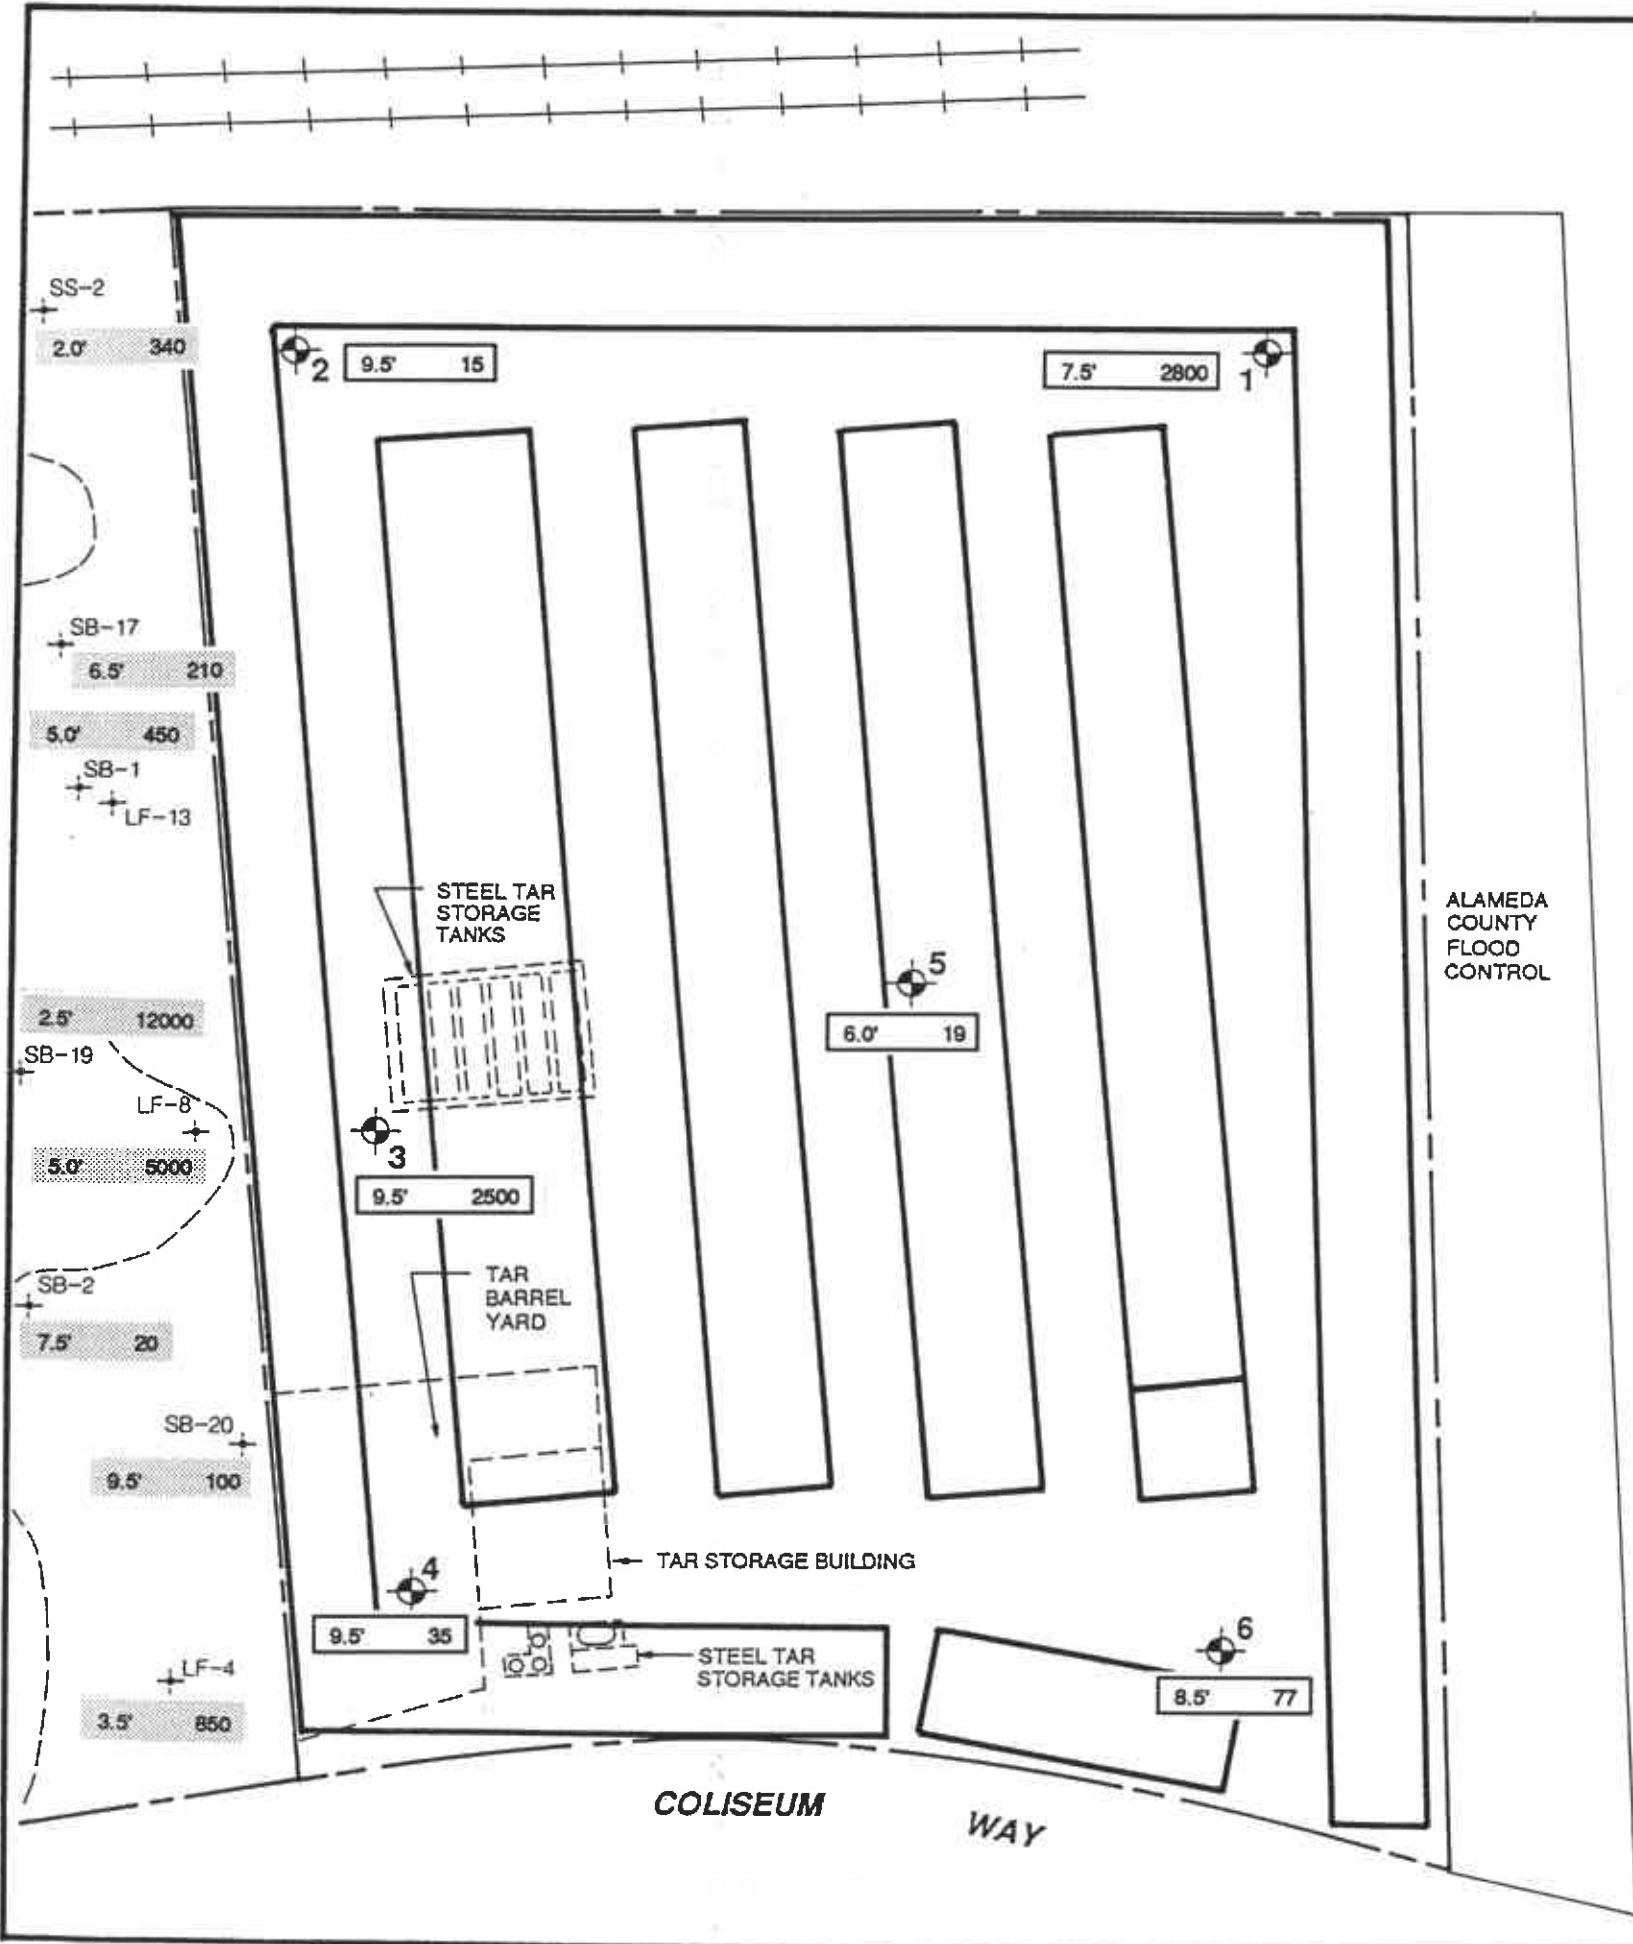 SS-2
2.0' 340
2
9.5' 15
7.5' 2800
1
SB-17
6.5' 210
5.0' 450
SB-1
LF-13
STEEL TAR
STORAGE
TANKS
ALAMEDA
COUNTY
FLOOD
CONTROL
5
6.0' 19
2.5' 12000
SB-19
LF-8
5.0' 5000
3
9.5' 2500
TAR
BARREL
YARD
SB-2
7.5' 20
SB-20
9.5' 100
TAR STORAGE BUILDING
4
9.5' 35
STEEL TAR
STORAGE TANKS
6
8.5' 77
LF-4
3.5' 850
COLISEUM WAY